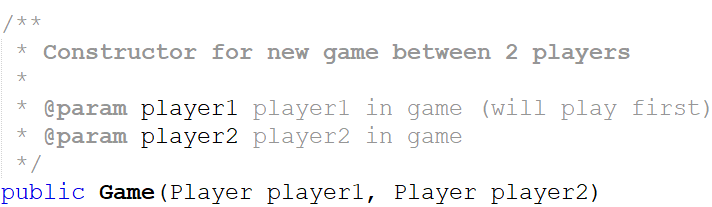 /**
 * Constructor for new game between 2 players
 *
 * @param player1 player1 in game (will play first)
 * @param player2 player2 in game
 */
public Game(Player player1, Player player2)